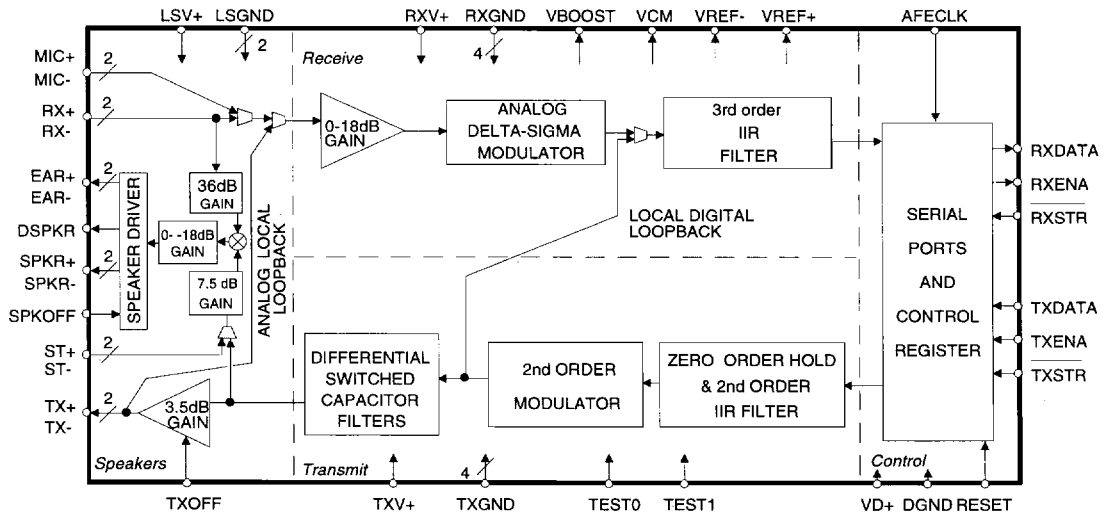 LSV+ LSGND RXV+ RXGND VBOOST VCM VREF- VREF+ AFECLK
2
4
Receive
MIC+
MIC-
2
RX+
RX-
2
0-18dB
GAIN
ANALOG
DELTA-SIGMA
MODULATOR
3rd order
IIR
FILTER
EAR+
EAR-
2
DSPKR
SPKR+
SPKR-
2
SPKOFF
SPEAKER DRIVER
36dB
GAIN
0- -18dB
GAIN
7.5 dB
GAIN
ANALOG LOCAL
LOOPBACK
LOCAL DIGITAL
LOOPBACK
SERIAL
PORTS
AND
CONTROL
REGISTER
RXDATA
RXENA
RXSTR
TXDATA
TXENA
TXSTR
ST+
ST-
2
TX+
TX-
2
3.5dB
GAIN
DIFFERENTIAL
SWITCHED
CAPACITOR
FILTERS
2nd ORDER
MODULATOR
ZERO ORDER HOLD
& 2nd ORDER
IIR FILTER
Speakers
Transmit
4
Control
TXOFF TXV+ TXGND TEST0 TEST1 VD+ DGND RESET